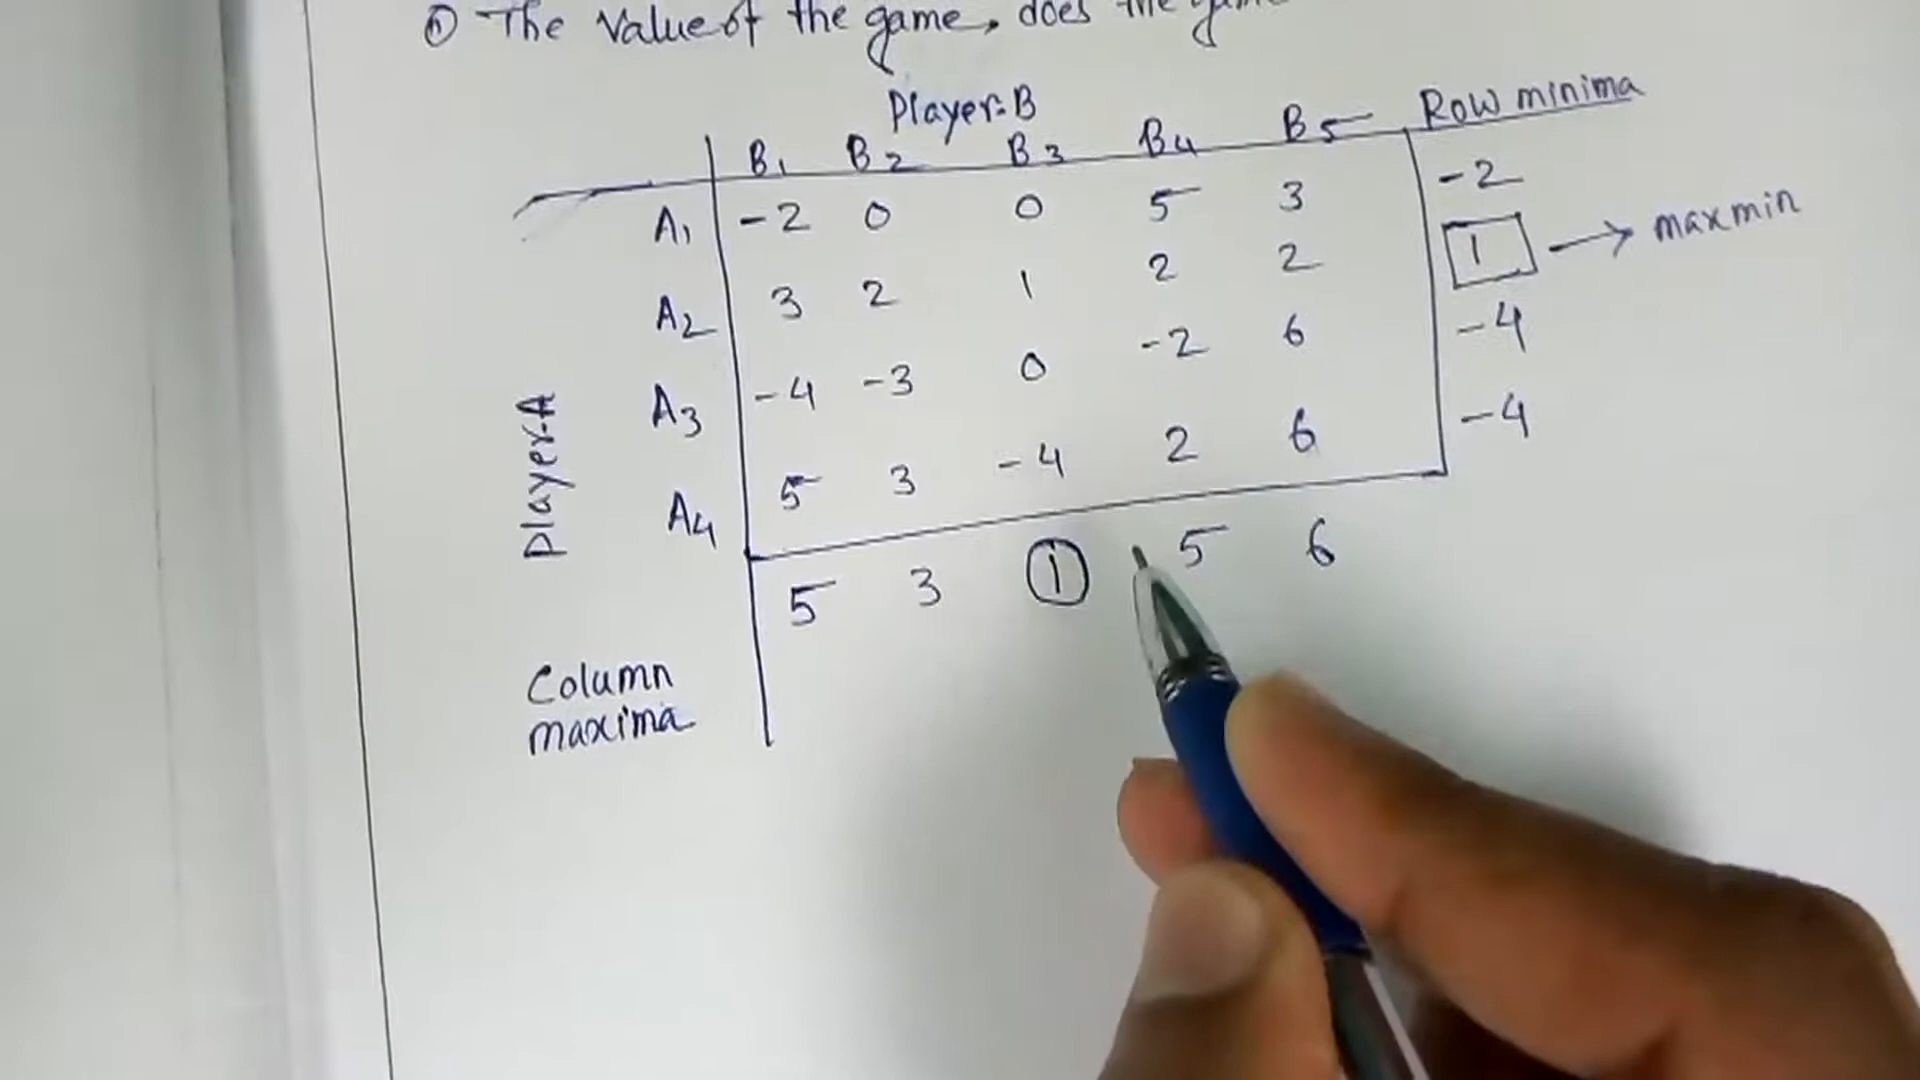 The value of the game, does the game
Player:B
B1 B2 B3 B4 B5 Row minima
A1 -2 0 0 5 3 -2
A2 3 2 1 2 2 1 → maxmin
A3 -4 -3 0 -2 6 -4
A4 5 3 -4 2 6 -4
5 3 1 5 6
Player-A
Column
maxima